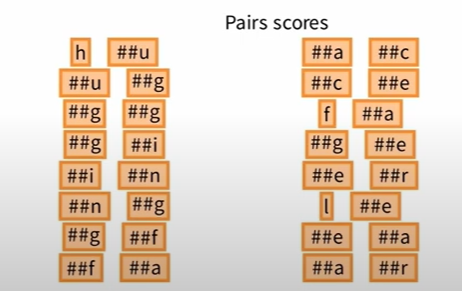 Pairs scores
h ##u
##u ##g
##g ##g
##g ##i
##i ##n
##n ##g
##g ##f
##f ##a
##a ##c
##c ##e
f ##a
##g ##e
##e ##r
l ##e
##e ##a
##a ##r